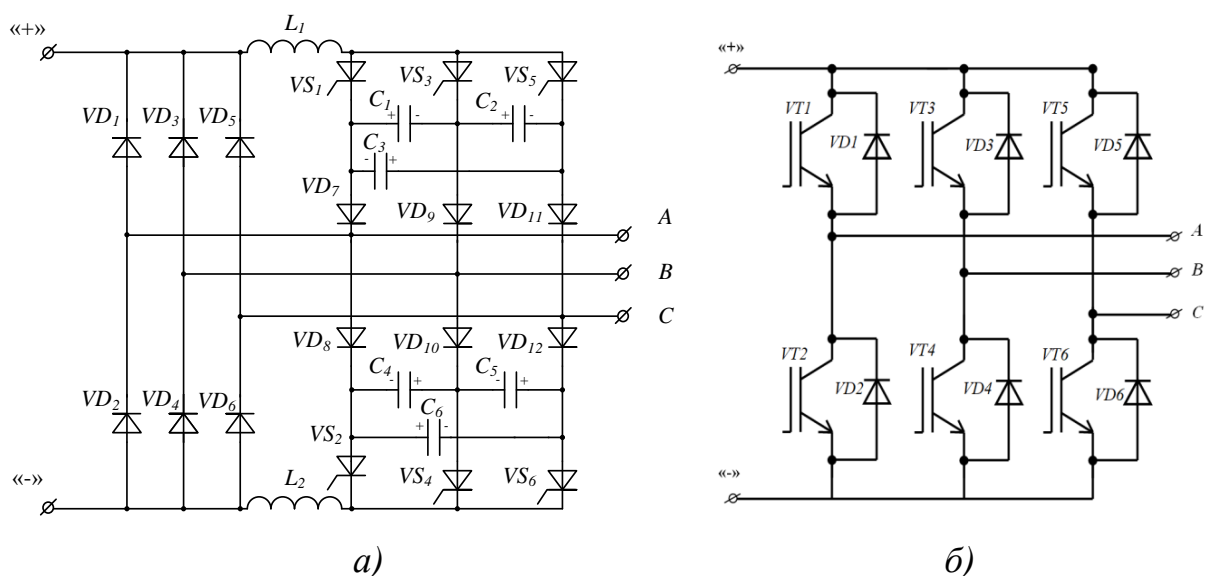 «+» L1
VS1 VS3 VS5
C1 C2
+ - + -
VD1 VD3 VD5
C3
- +
VD7 VD9 VD11
A
B
C
VD8 VD10 VD12
C4 C5
- + - +
VD2 VD4 VD6
C6
+ -
VS2 VS4 VS6
«-» L2
а)
«+»
VT1 VT3 VT5
VD1 VD3 VD5
A
B
C
VT2 VT4 VT6
VD2 VD4 VD6
«-»
б)